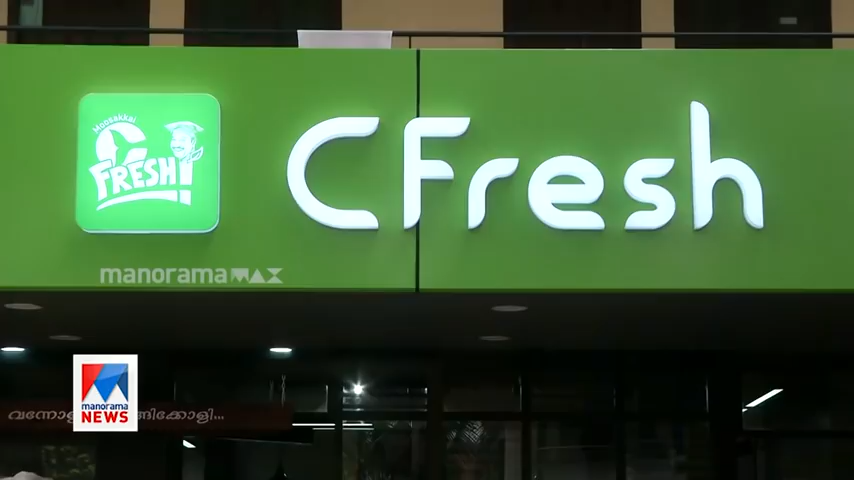 Moosakkai
C
FRESH!
CFresh
manoramaMAX
manorama
NEWS
ണ്ടിക്കോളി...